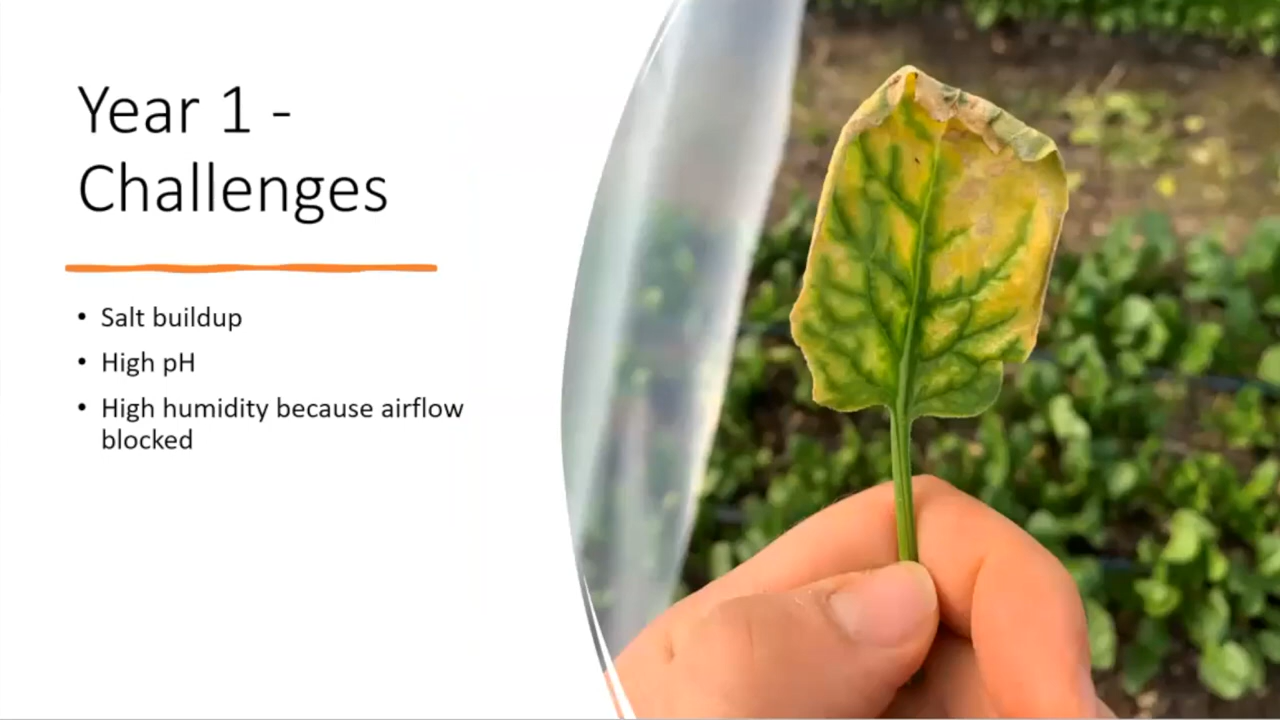 Year 1 -
Challenges
• Salt buildup
• High pH
• High humidity because airflow
blocked